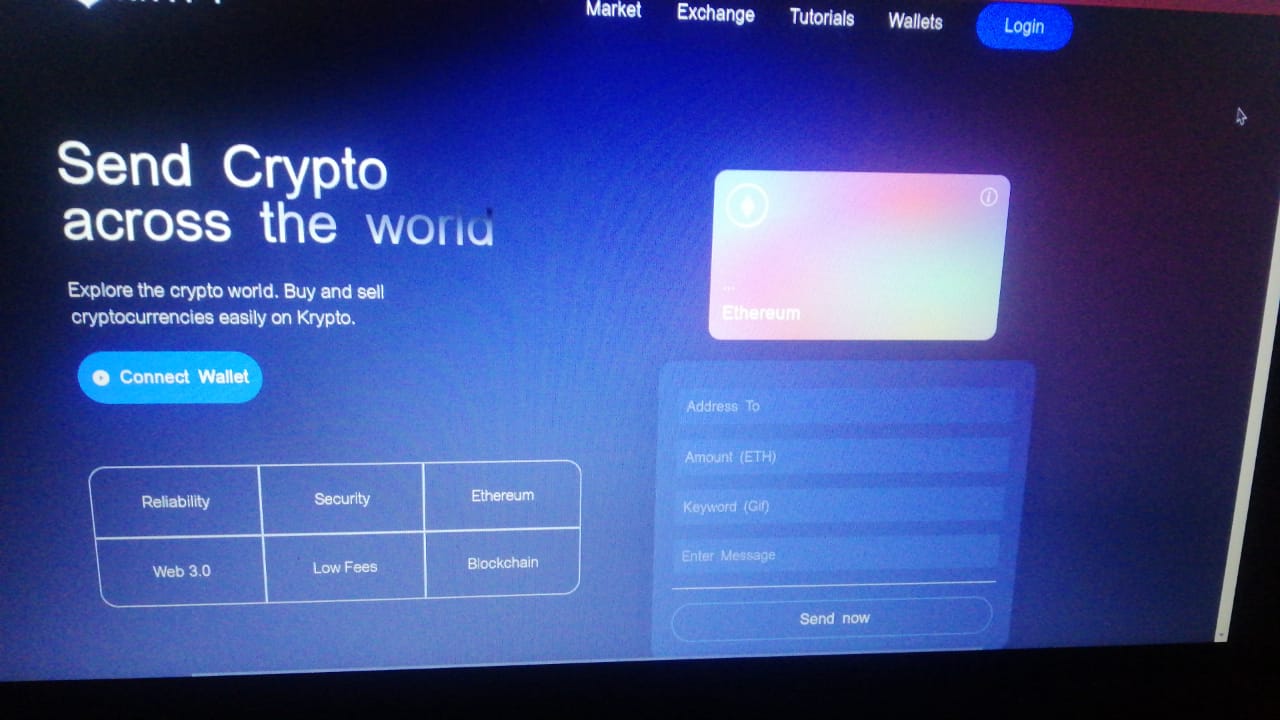 Market Exchange Tutorials Wallets Login
Send Crypto
across the world
Explore the crypto world. Buy and sell
cryptocurrencies easily on Krypto.
Connect Wallet
Reliability Security Ethereum
Web 3.0 Low Fees Blockchain
...
Ethereum
Address To
Amount (ETH)
Keyword (Gif)
Enter Message
Send now